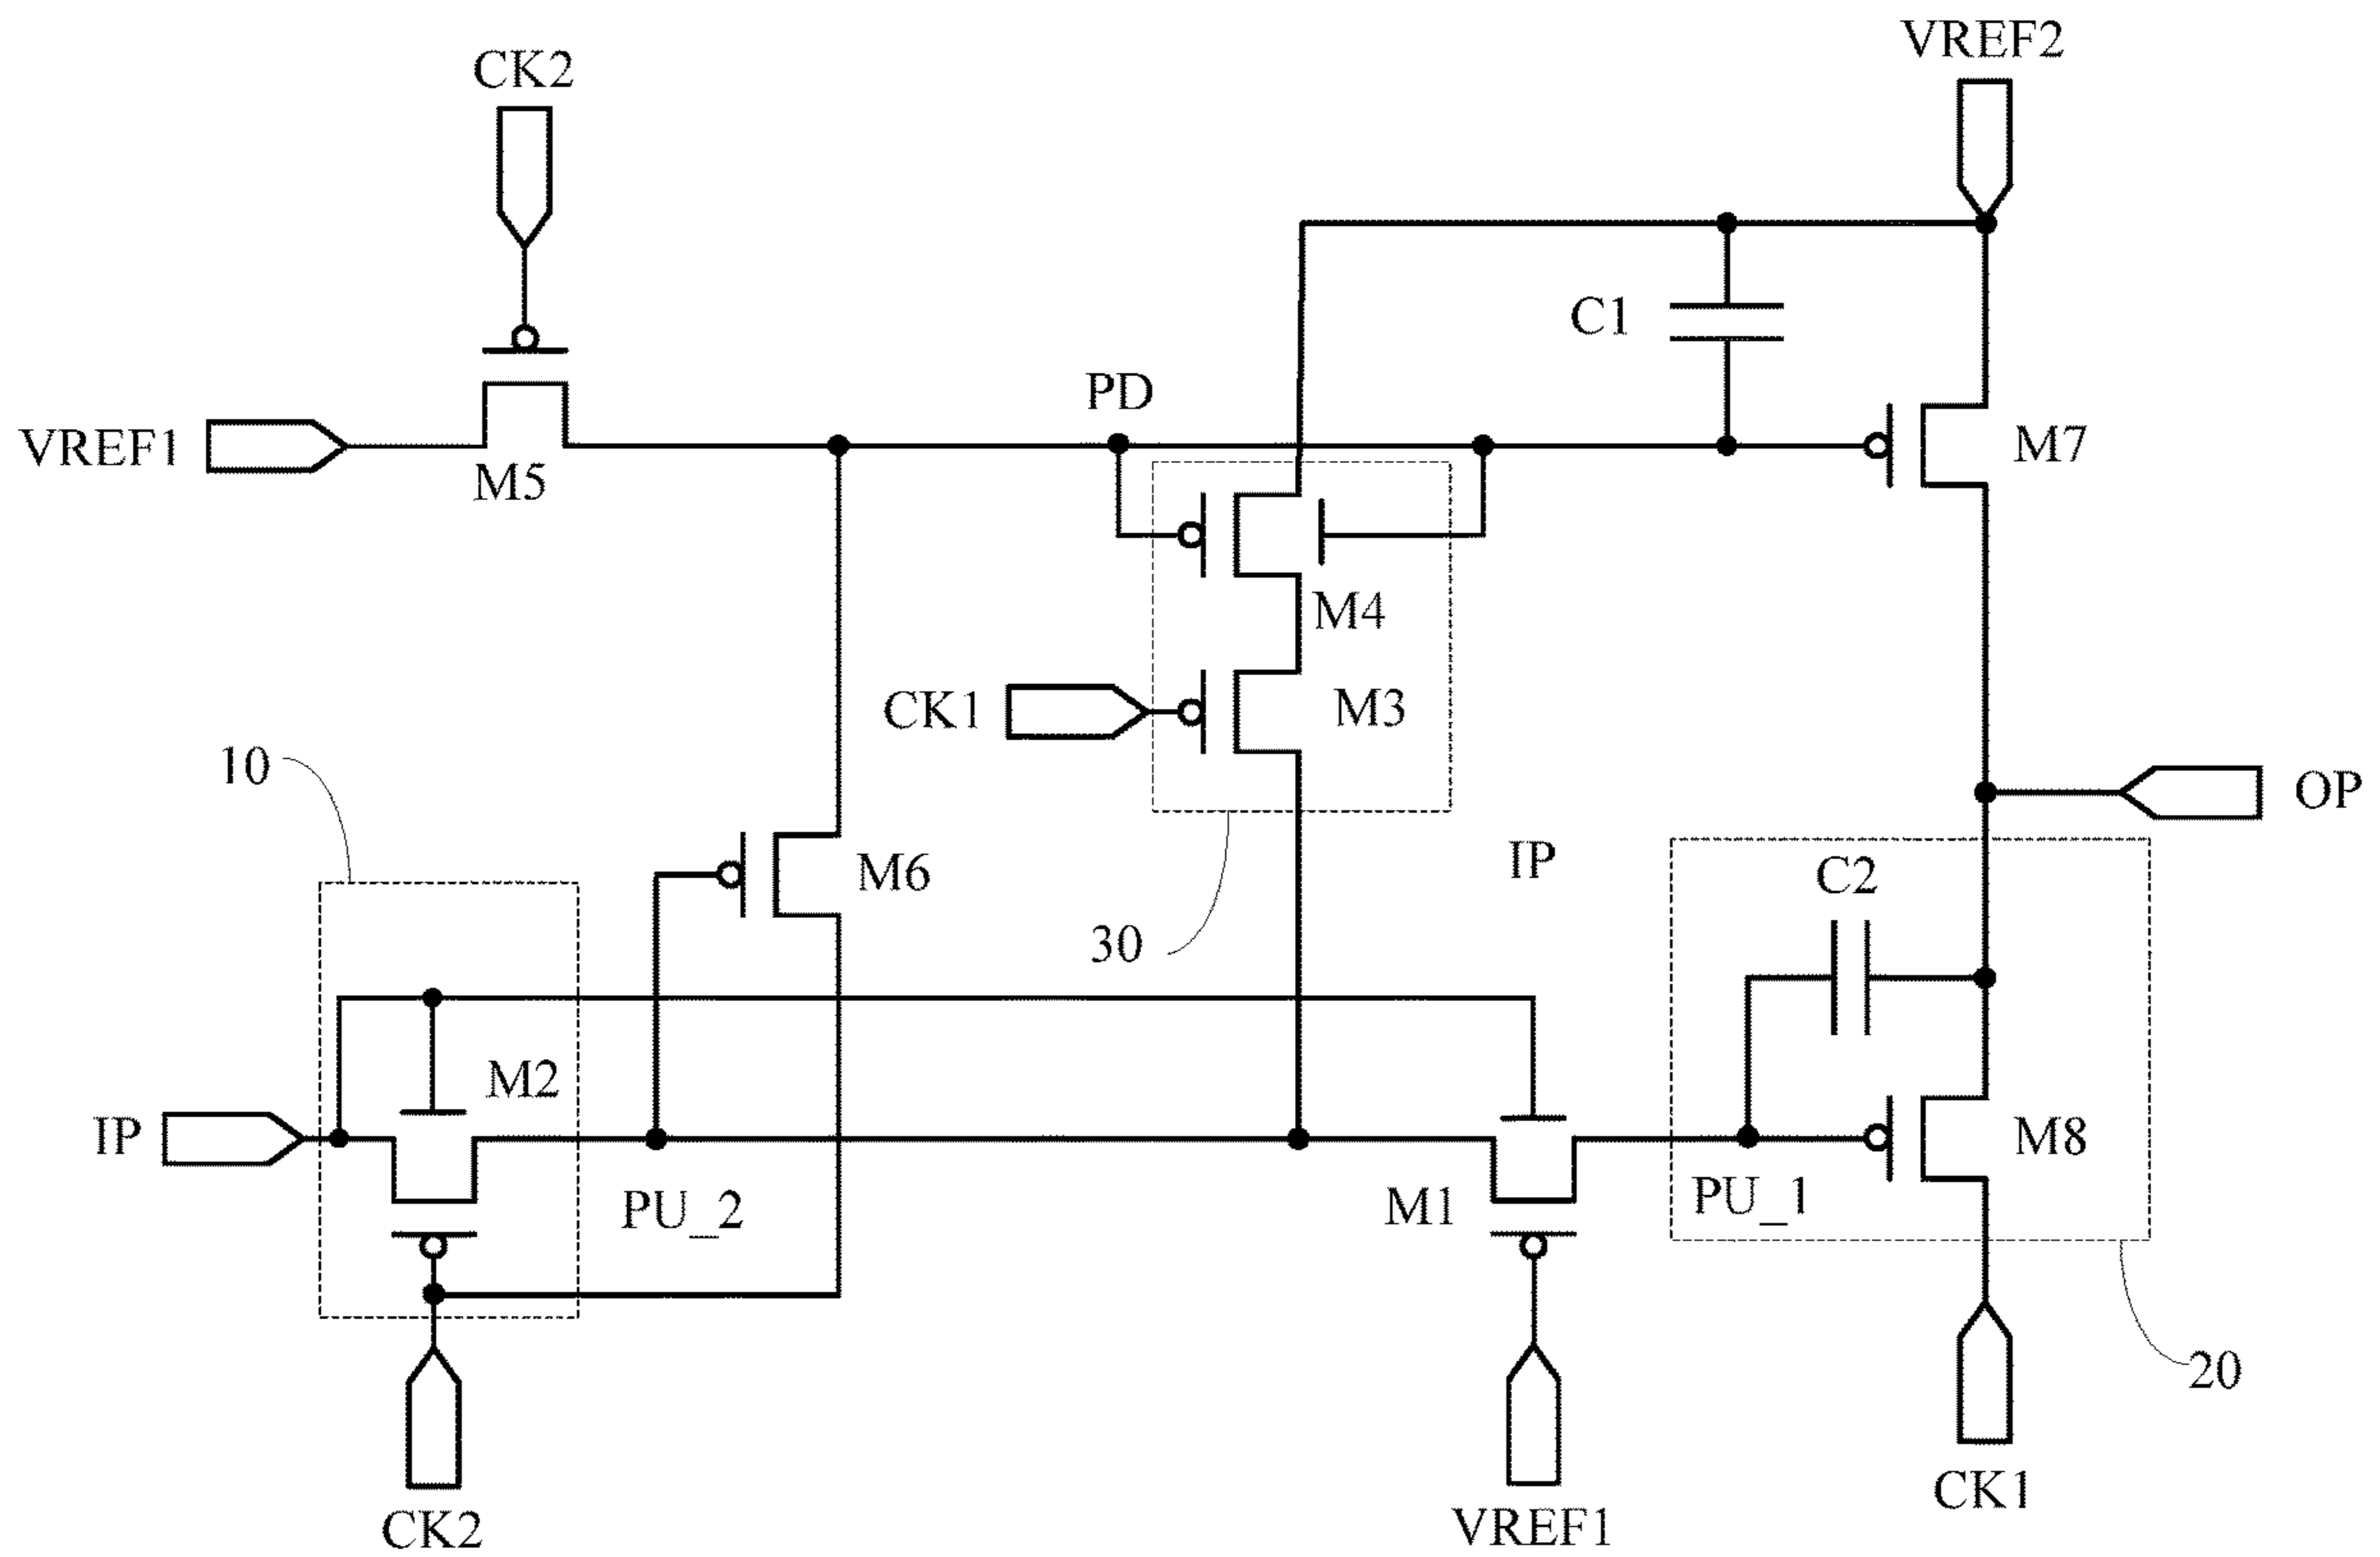 VREF2
CK2
C1
PD
VREF1
M5
M7
M4
CK1
M3
10
OP
IP
M6
C2
30
M2
IP
M8
PU_2
M1
PU_1
20
CK2
VREF1
CK1